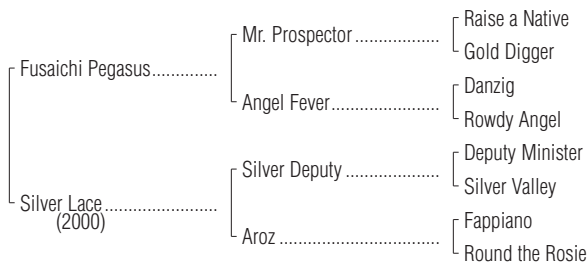 Raise a Native
Mr. Prospector ..................
Gold Digger
Fusaichi Pegasus..............
Danzig
Angel Fever .......................
Rowdy Angel
Deputy Minister
Silver Deputy ....................
Silver Valley
Silver Lace ........................
(2000)
Fappiano
Aroz ..................................
Round the Rosie